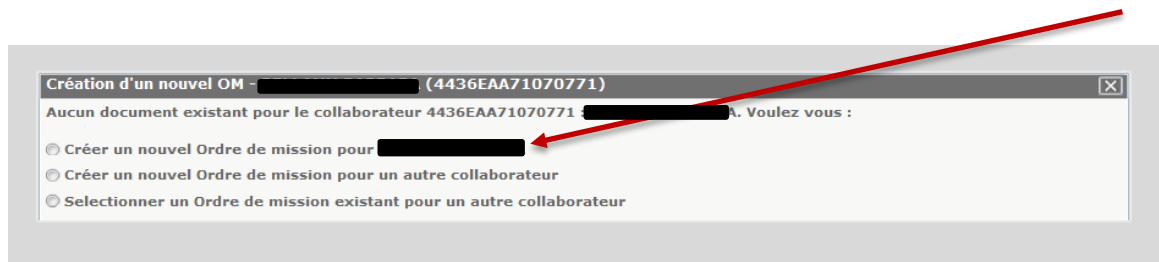 Création d'un nouvel OM - (4436EAA71070771)
Aucun document existant pour le collaborateur 4436EAA71070771 : A. Voulez vous :
Créer un nouvel Ordre de mission pour
Créer un nouvel Ordre de mission pour un autre collaborateur
Selectionner un Ordre de mission existant pour un autre collaborateur